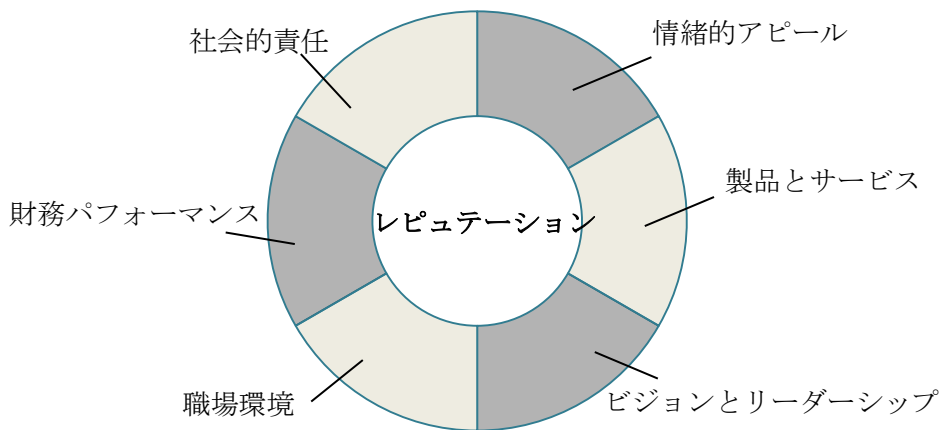 社会的責任
情緒的アピール
製品とサービス
財務パフォーマンス
レピュテーション
職場環境
ビジョンとリーダーシップ